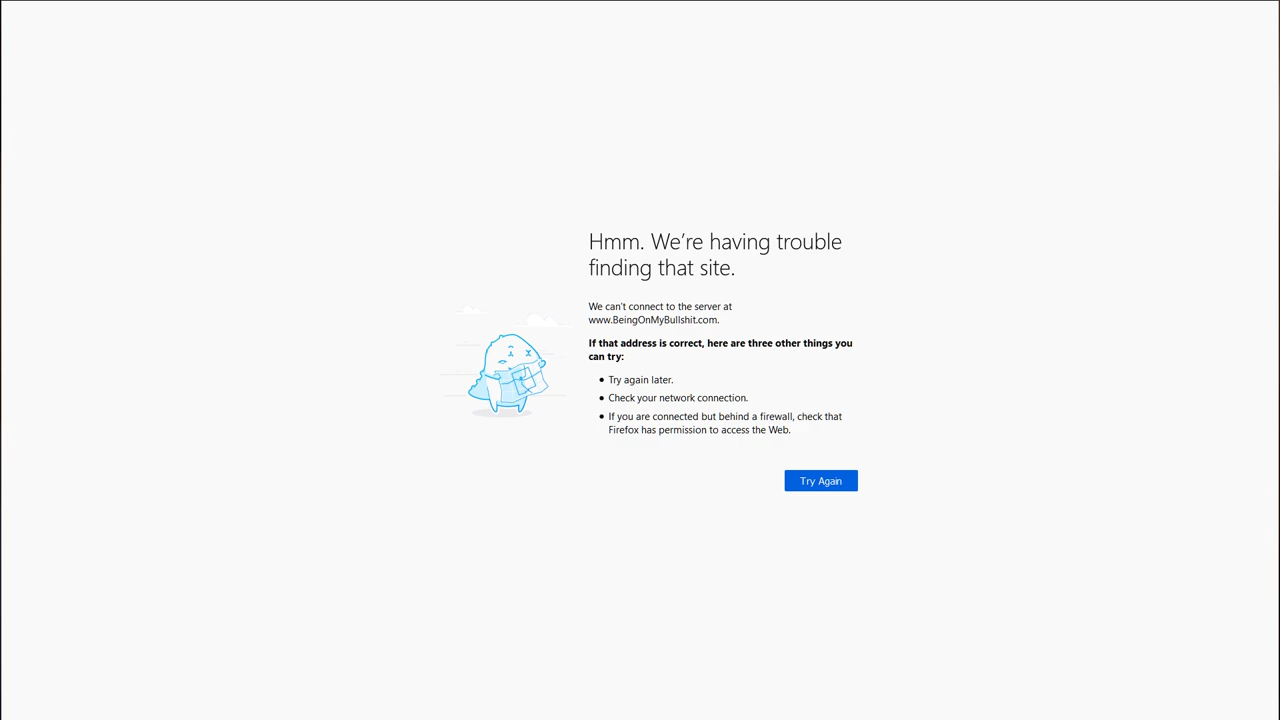 Hmm. We’re having trouble
finding that site.
We can’t connect to the server at
www.BeingOnMyBullshit.com.
If that address is correct, here are three other things you
can try:
• Try again later.
• Check your network connection.
• If you are connected but behind a firewall, check that
Firefox has permission to access the Web.
Try Again